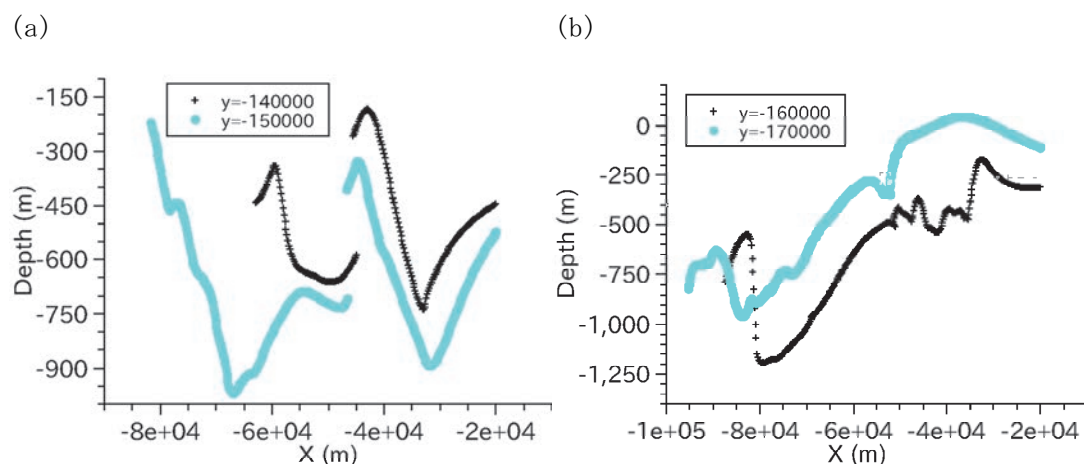 (a)
Depth (m)
-150
-300
-450
-600
-750
-900
y=-140000
y=-150000
-8e+04 -6e+04 -4e+04 -2e+04
X (m)
(b)
Depth (m)
0
-250
-500
-750
-1,000
-1,250
y=-160000
y=-170000
-1e+05 -8e+04 -6e+04 -4e+04 -2e+04
X (m)